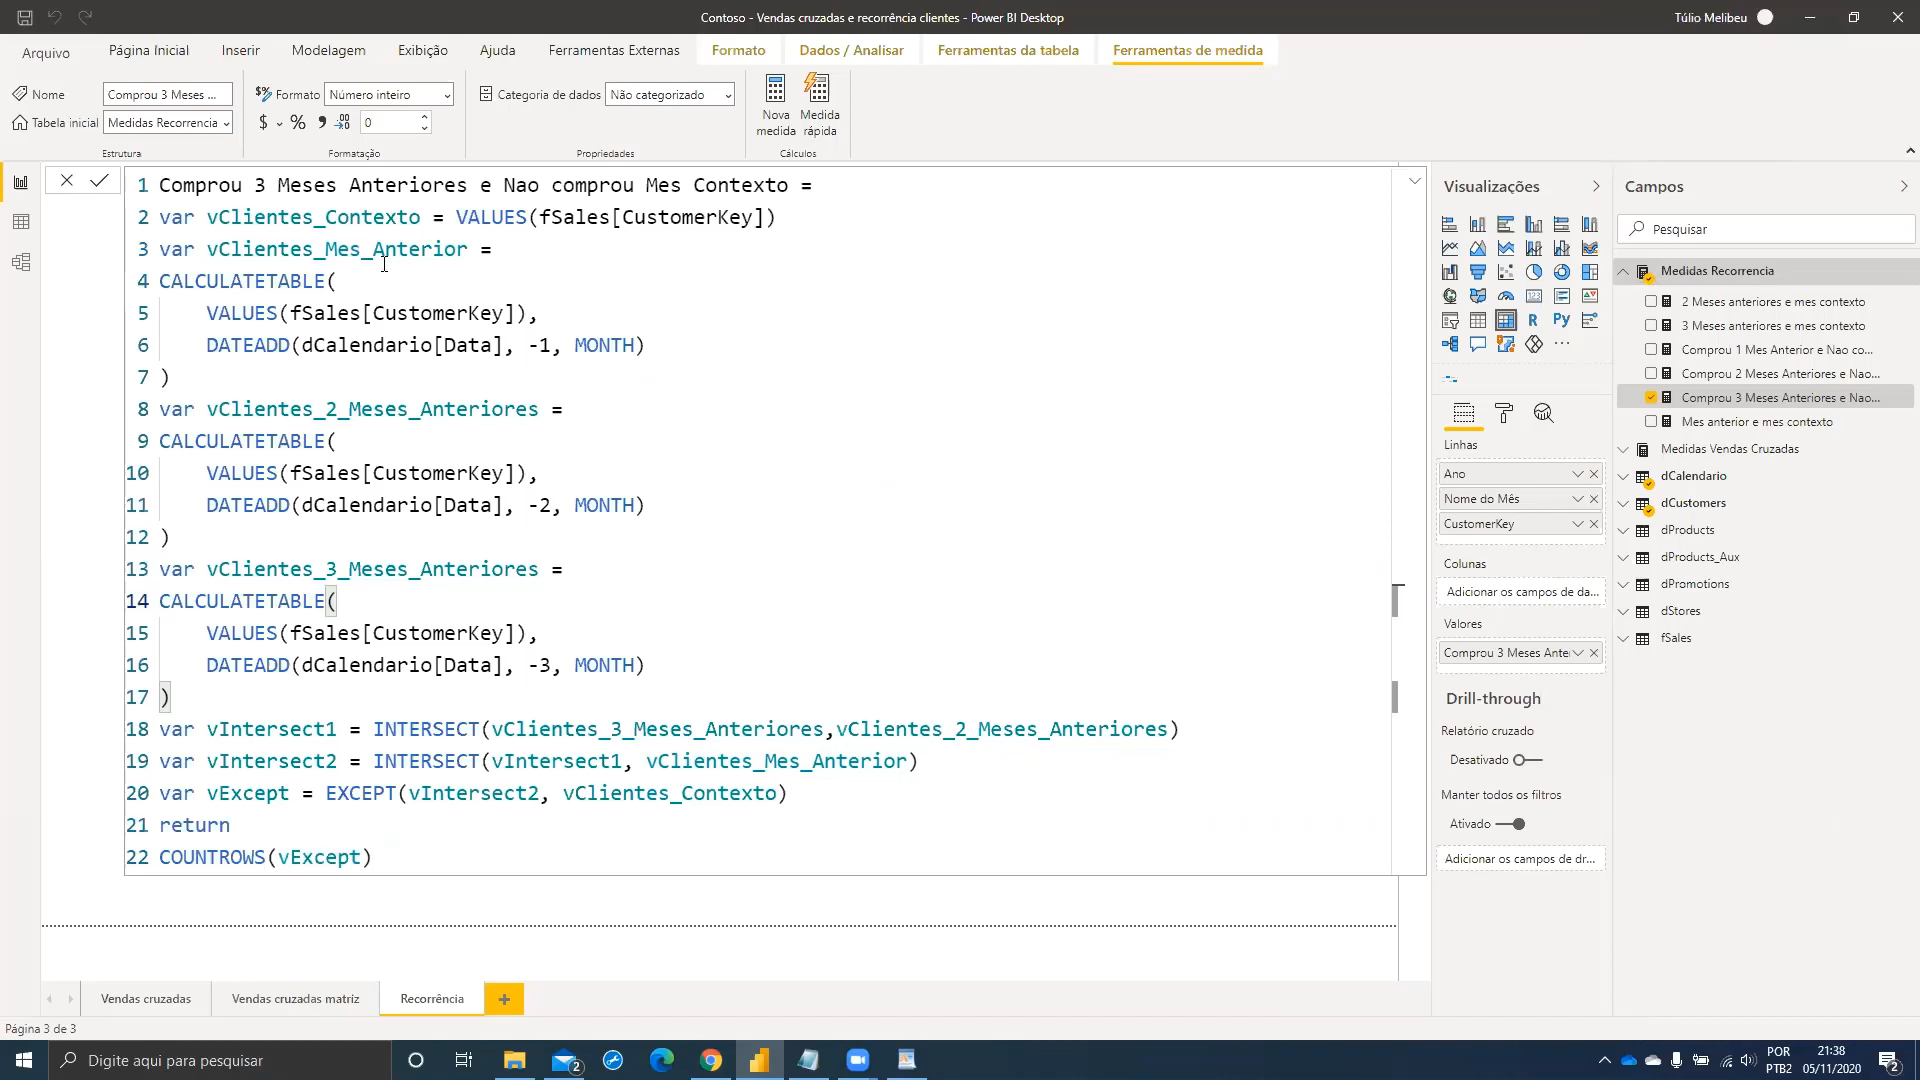 Contoso - Vendas cruzadas e recorrência clientes - Power BI Desktop
Túlio Melibeu
Arquivo
Página Inicial
Inserir
Modelagem
Exibição
Ajuda
Ferramentas Externas
Formato
Dados / Analisar
Ferramentas da tabela
Ferramentas de medida
Nome
Comprou 3 Meses ...
Tabela inicial
Medidas Recorrencia
Estrutura
Formato
Número inteiro
$ % 0
Formatação
Categoria de dados
Não categorizado
Propriedades
Nova medida
Medida rápida
Cálculos
1 Comprou 3 Meses Anteriores e Nao comprou Mes Contexto =
2 var vClientes_Contexto = VALUES(fSales[CustomerKey])
3 var vClientes_Mes_Anterior =
4 CALCULATETABLE(
5 VALUES(fSales[CustomerKey]),
6 DATEADD(dCalendario[Data], -1, MONTH)
7 )
8 var vClientes_2_Meses_Anteriores =
9 CALCULATETABLE(
10 VALUES(fSales[CustomerKey]),
11 DATEADD(dCalendario[Data], -2, MONTH)
12 )
13 var vClientes_3_Meses_Anteriores =
14 CALCULATETABLE(
15 VALUES(fSales[CustomerKey]),
16 DATEADD(dCalendario[Data], -3, MONTH)
17 )
18 var vIntersect1 = INTERSECT(vClientes_3_Meses_Anteriores,vClientes_2_Meses_Anteriores)
19 var vIntersect2 = INTERSECT(vIntersect1, vClientes_Mes_Anterior)
20 var vExcept = EXCEPT(vIntersect2, vClientes_Contexto)
21 return
22 COUNTROWS(vExcept)
Visualizações
R
Py
123
...
Linhas
Ano
Nome do Mês
CustomerKey
Colunas
Adicionar os campos de da...
Valores
Comprou 3 Meses Ante
Drill-through
Relatório cruzado
Desativado
Manter todos os filtros
Ativado
Adicionar os campos de dr...
Campos
Pesquisar
Medidas Recorrencia
2 Meses anteriores e mes contexto
3 Meses anteriores e mes contexto
Comprou 1 Mes Anterior e Nao co...
Comprou 2 Meses Anteriores e Nao...
Comprou 3 Meses Anteriores e Nao...
Mes anterior e mes contexto
Medidas Vendas Cruzadas
dCalendario
dCustomers
dProducts
dProducts_Aux
dPromotions
dStores
fSales
Vendas cruzadas
Vendas cruzadas matriz
Recorrência
+
Página 3 de 3
Digite aqui para pesquisar
2
POR
PTB2
21:38
05/11/2020
2